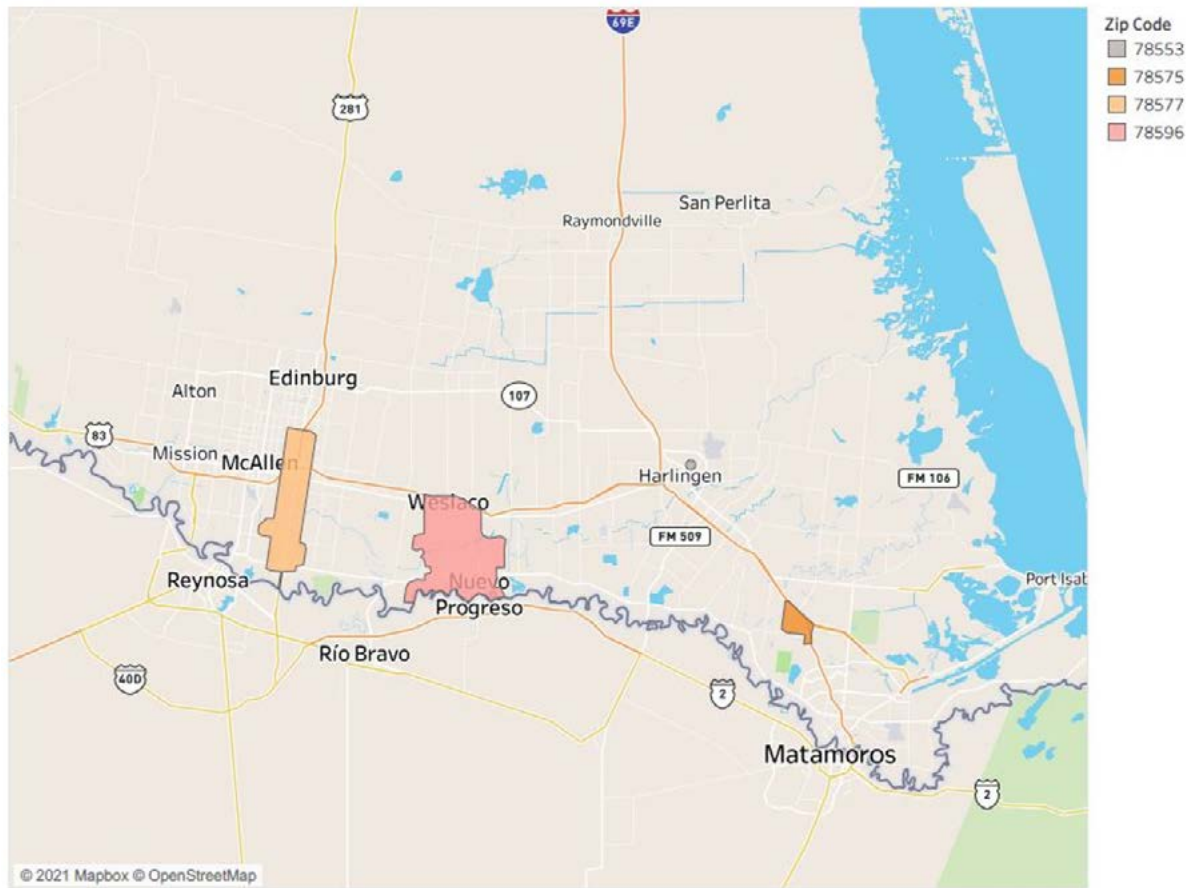 69E
Zip Code
78553
78575
78577
78596
281
San Perlita
Raymondville
Edinburg
Alton
107
83
Mission
McAllen
Harlingen
FM 106
Weslaco
FM 509
Reynosa
Nuevo
Progreso
Port Isab
Río Bravo
40D
2
Matamoros
2
© 2021 Mapbox © OpenStreetMap